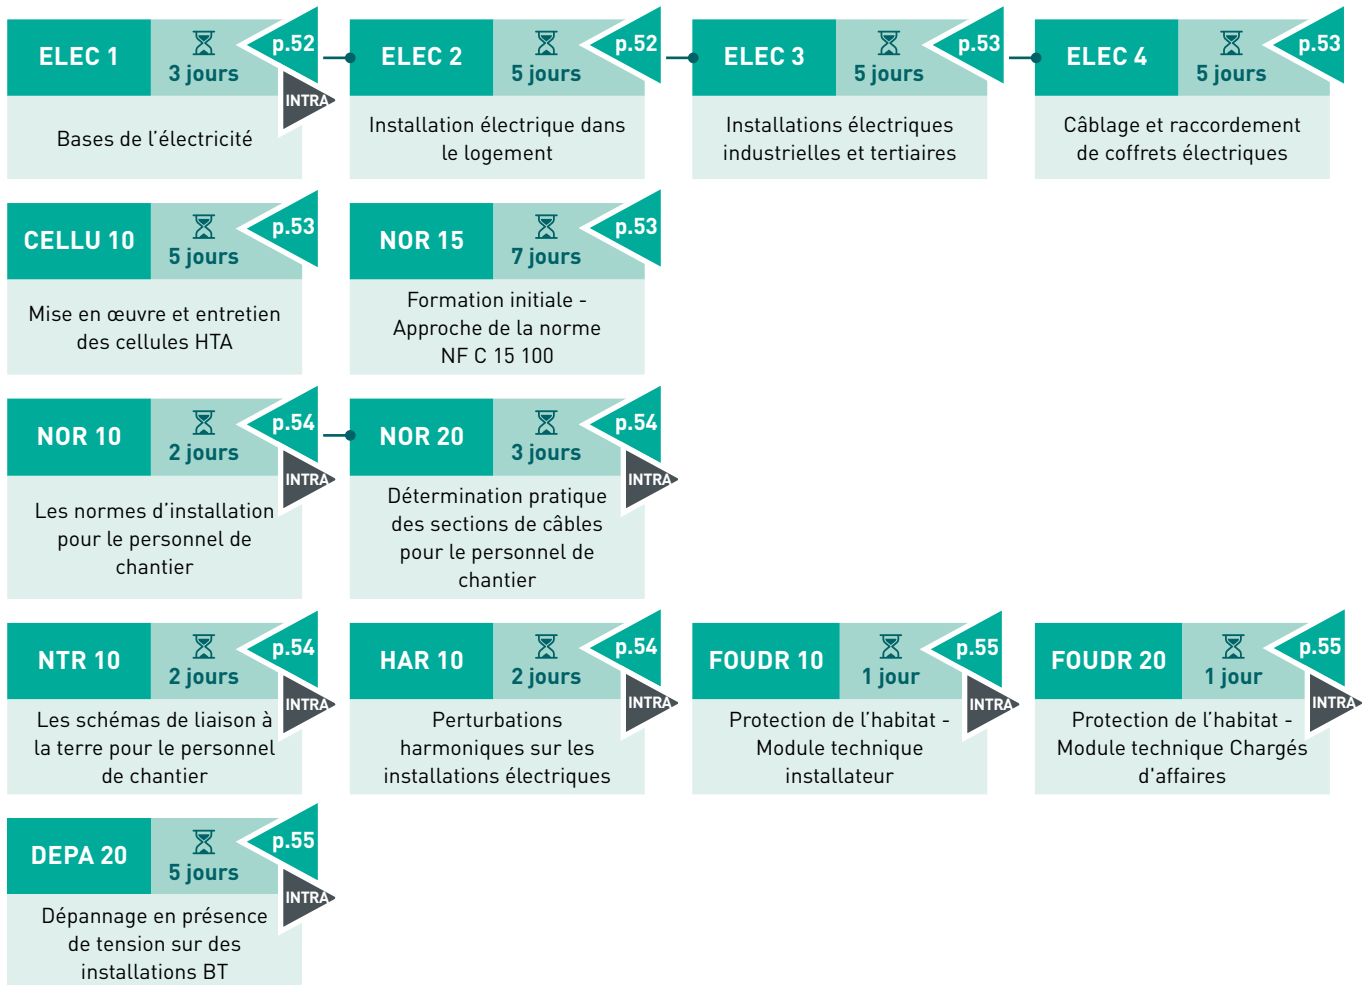 ELEC 1
3 jours
p.52
INTRA
Bases de l'électricité
ELEC 2
5 jours
p.52
Installation électrique dans
le logement
ELEC 3
5 jours
p.53
Installations électriques
industrielles et tertiaires
ELEC 4
5 jours
p.53
Câblage et raccordement
de coffrets électriques
CELLU 10
5 jours
p.53
Mise en œuvre et entretien
des cellules HTA
NOR 15
7 jours
p.53
Formation initiale -
Approche de la norme
NF C 15 100
NOR 10
2 jours
p.54
INTRA
Les normes d'installation
pour le personnel de
chantier
NOR 20
3 jours
p.54
INTRA
Détermination pratique
des sections de câbles
pour le personnel de
chantier
NTR 10
2 jours
p.54
INTRA
Les schémas de liaison à
la terre pour le personnel
de chantier
HAR 10
2 jours
p.54
INTRA
Perturbations
harmoniques sur les
installations électriques
FOUDR 10
1 jour
p.55
INTRA
Protection de l'habitat -
Module technique
installateur
FOUDR 20
1 jour
p.55
INTRA
Protection de l'habitat -
Module technique Chargés
d'affaires
DEPA 20
5 jours
p.55
INTRA
Dépannage en présence
de tension sur des
installations BT